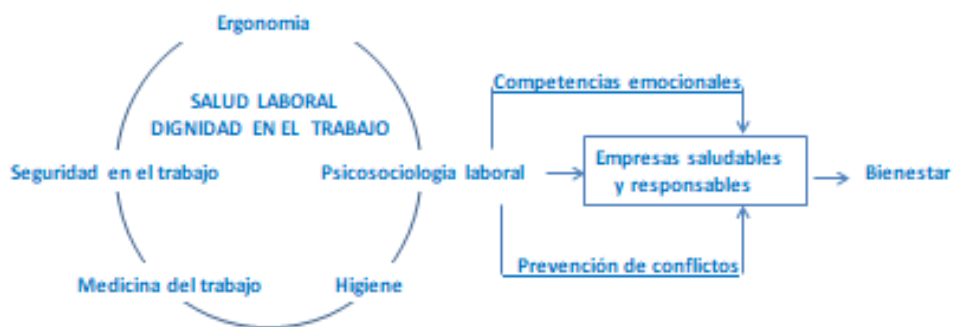 Ergonomia
Competencias emocionales
SALUD LABORAL
DIGNIDAD EN EL TRABAJO
Seguridad en el trabajo
Psicosociologia laboral
Empresas saludables
y responsables
Bienestar
Medicina del trabajo
Higiene
Prevención de conflictos